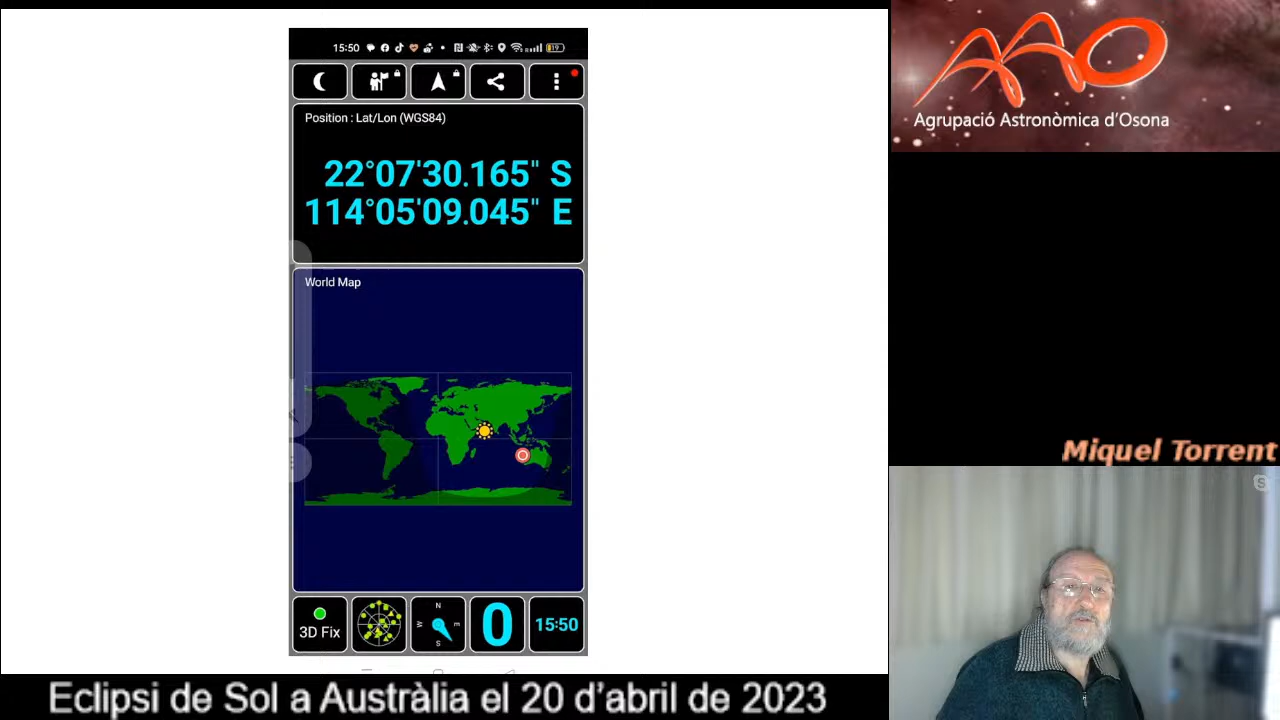 15:50
19
Position : Lat/Lon (WGS84)
22°07'30.165" S
114°05'09.045" E
World Map
3D Fix
N
W
E
S
0
15:50
Agrupació Astronòmica d'Osona
Miquel Torrent
S
Eclipsi de Sol a Austràlia el 20 d'abril de 2023